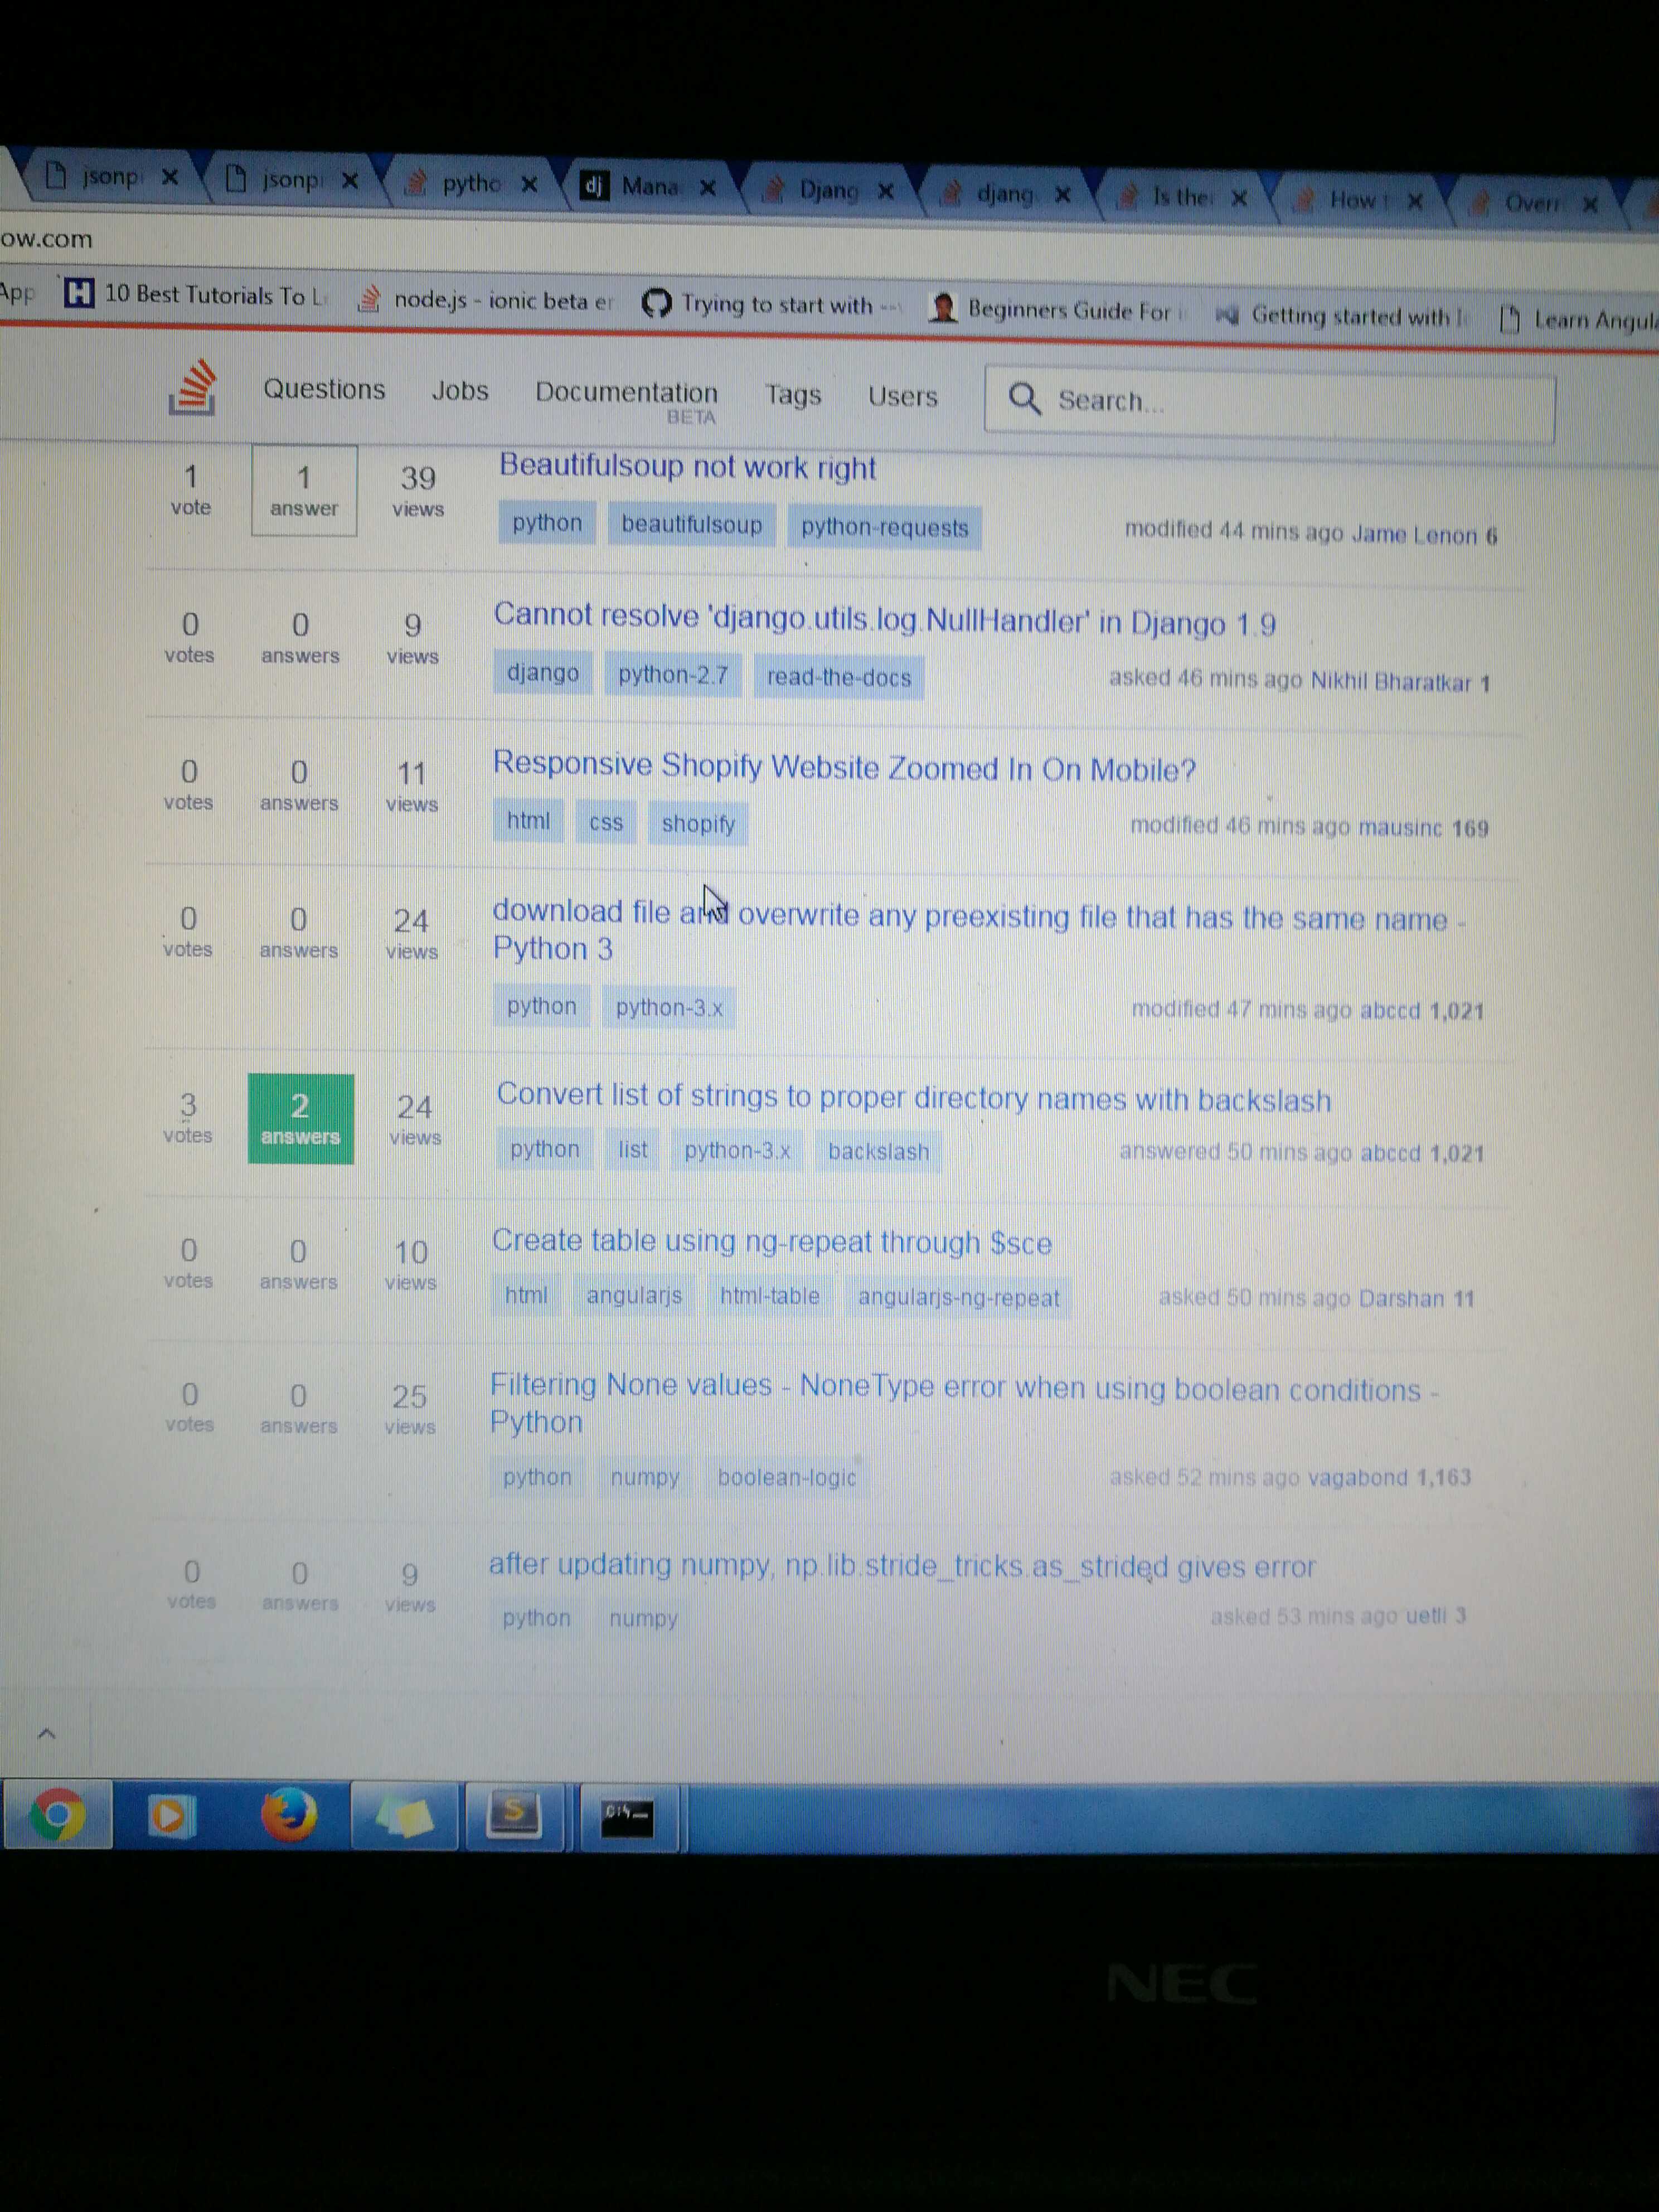 jsonp
jsonp
pytho
dj Mana
Djang
djang
Is the
How
Overr
ow.com
App
H 10 Best Tutorials To L
node.js - ionic beta er
Trying to start with --
Beginners Guide For
Getting started with
Learn Angul
Questions Jobs Documentation Tags Users Search...
BETA
1 vote
1 answer
39 views
Beautifulsoup not work right
python beautifulsoup python-requests
modified 44 mins ago Jame Lenon 6
0 votes
0 answers
9 views
Cannot resolve 'django.utils.log.NullHandler' in Django 1.9
django python-2.7 read-the-docs
asked 46 mins ago Nikhil Bharatkar 1
0 votes
0 answers
11 views
Responsive Shopify Website Zoomed In On Mobile?
html css shopify
modified 46 mins ago mausinc 169
0 votes
0 answers
24 views
download file and overwrite any preexisting file that has the same name -
Python 3
python python-3.x
modified 47 mins ago abccd 1,021
3 votes
2 answers
24 views
Convert list of strings to proper directory names with backslash
python list python-3.x backslash
answered 50 mins ago abccd 1,021
0 votes
0 answers
10 views
Create table using ng-repeat through $sce
html angularjs html-table angularjs-ng-repeat
asked 50 mins ago Darshan 11
0 votes
0 answers
25 views
Filtering None values - NoneType error when using boolean conditions -
Python
python numpy boolean-logic
asked 52 mins ago vagabond 1,163
0 votes
0 answers
9 views
after updating numpy, np.lib.stride_tricks.as_strided gives error
python numpy
asked 53 mins ago uetli 3
S
C:\
NEC